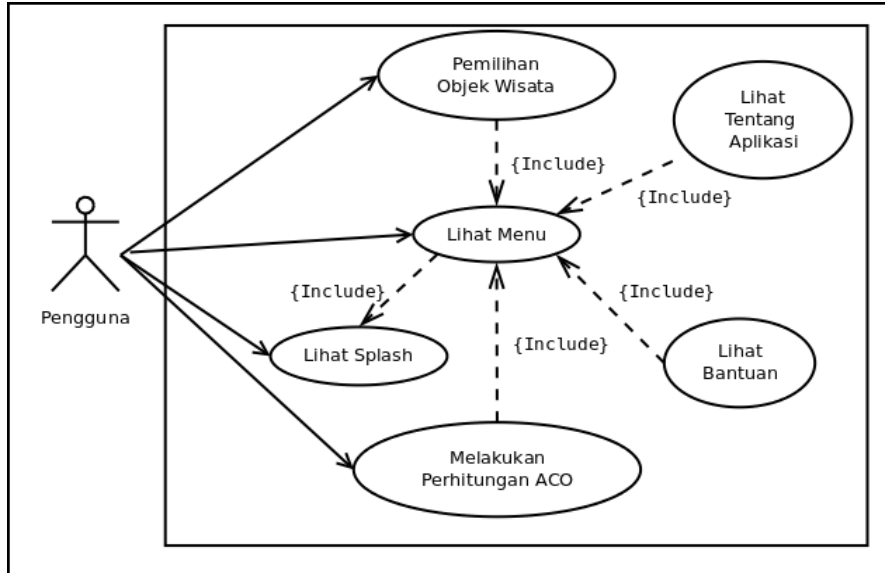 Pemilihan
Objek Wisata
Lihat
Tentang
Aplikasi
{Include}
{Include}
Lihat Menu
{Include}
{Include}
Pengguna
Lihat Splash
{Include}
Lihat
Bantuan
Melakukan
Perhitungan ACO